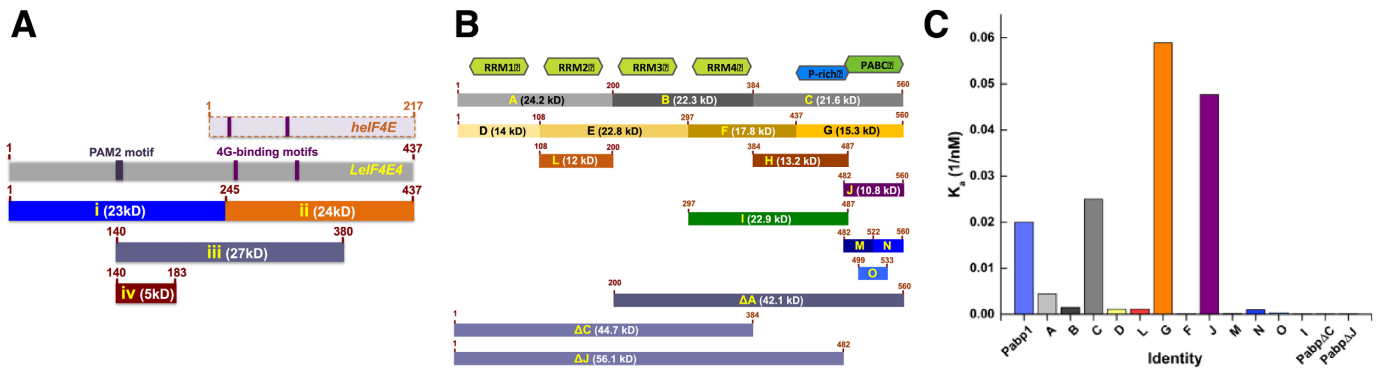 A
1 217
heIF4E
1 PAM2 motif 4G-binding motifs 437
LeIF4E4
1 245 437
i (23kD) ii (24kD)
140 380
iii (27kD)
140 183
iv (5kD)
B
RRM1 RRM2 RRM3 RRM4 P-rich PABC
1 200 384 560
A (24.2 kD) B (22.3 kD) C (21.6 kD)
1 108 297 437 560
D (14 kD) E (22.8 kD) F (17.8 kD) G (15.3 kD)
108 200 384 487
L (12 kD) H (13.2 kD)
482 560
J (10.8 kD)
297 487
I (22.9 kD)
482 522 560
M N
499 533
O
200 560
ΔA (42.1 kD)
1 384
ΔC (44.7 kD)
1 482
ΔJ (56.1 kD)
C
0.06
0.05
0.04
0.03
0.02
0.01
0.00
Ka (1/nM)
Pabp1 A B C D L G F J M N O I PabpΔC PabpΔJ
Identity